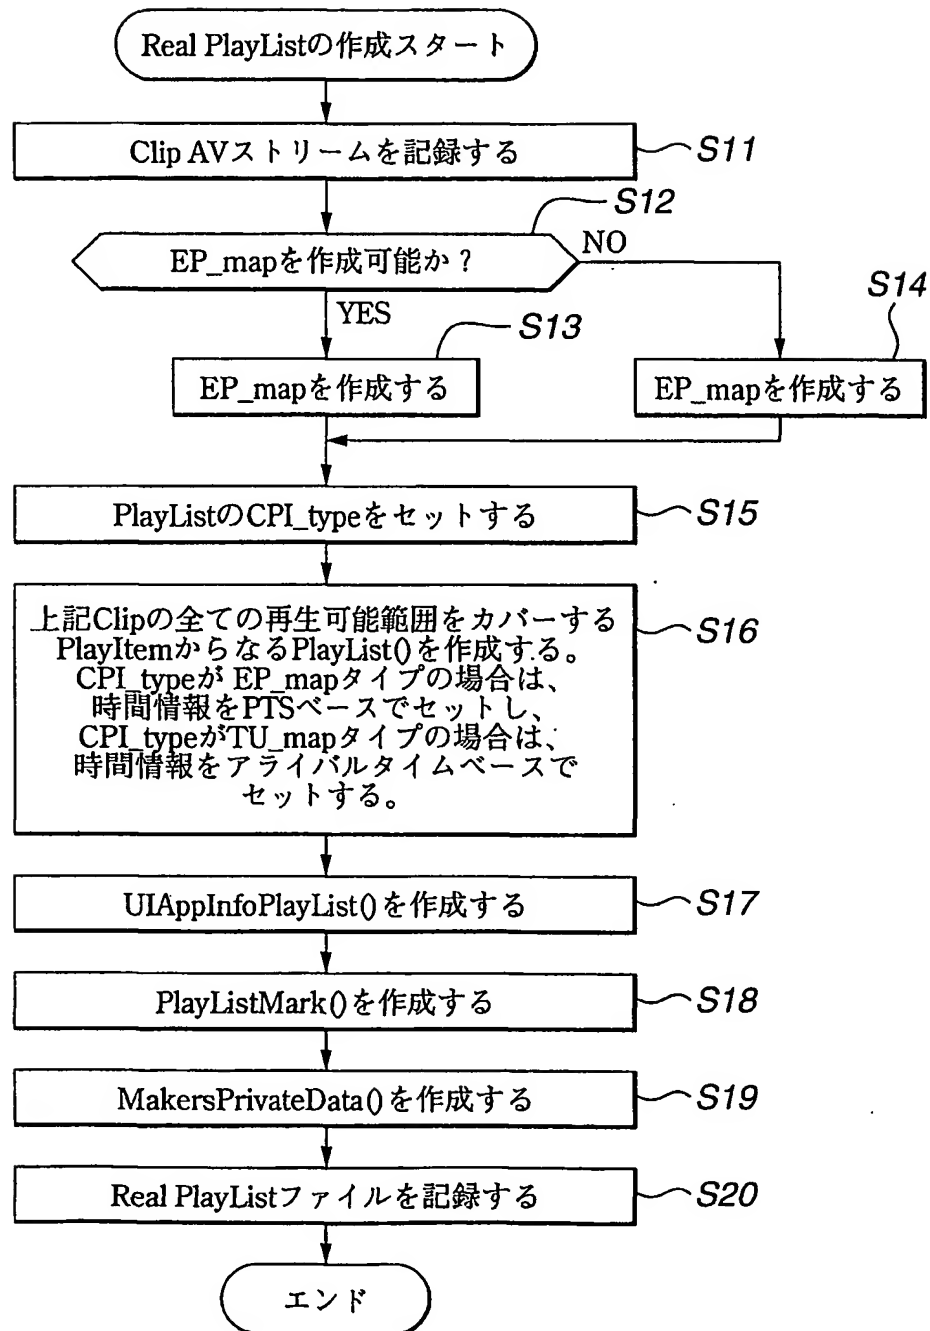 Real PlayListの作成スタート
Clip AVストリームを記録する
S11
S12
EP_mapを作成可能か？
NO
YES
S13
S14
EP_mapを作成する
EP_mapを作成する
PlayListのCPI_typeをセットする
S15
上記Clipの全ての再生可能範囲をカバーする
PlayItemからなるPlayList()を作成する。
CPI_typeが EP_mapタイプの場合は、
時間情報をPTSベースでセットし、
CPI_typeがTU_mapタイプの場合は、
時間情報をアライバルタイムベースで
セットする。
S16
UIAppInfoPlayList()を作成する
S17
PlayListMark()を作成する
S18
MakersPrivateData()を作成する
S19
Real PlayListファイルを記録する
S20
エンド